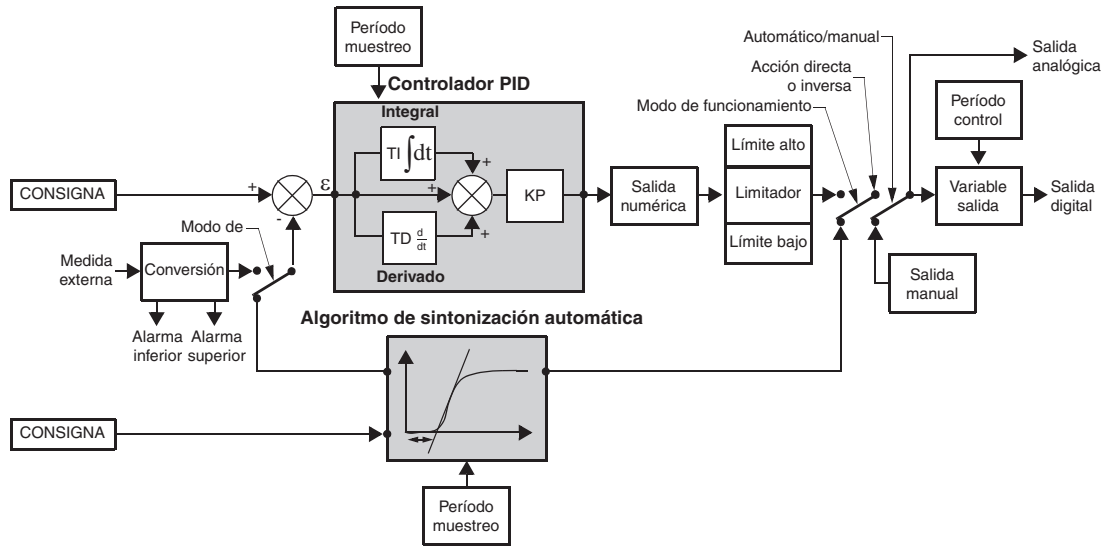 Período
muestreo
Controlador PID
Integral
TI ∫dt
+
+
+
TD d/dt
Derivado
KP
CONSIGNA
+
-
ε
Modo de
Medida
externa
Conversión
Alarma
inferior
Alarma
superior
Salida
numérica
Límite alto
Limitador
Límite bajo
Automático/manual
Acción directa
o inversa
Modo de funcionamiento
Salida
analógica
Período
control
Variable
salida
Salida
digital
Salida
manual
Algoritmo de sintonización automática
CONSIGNA
Período
muestreo